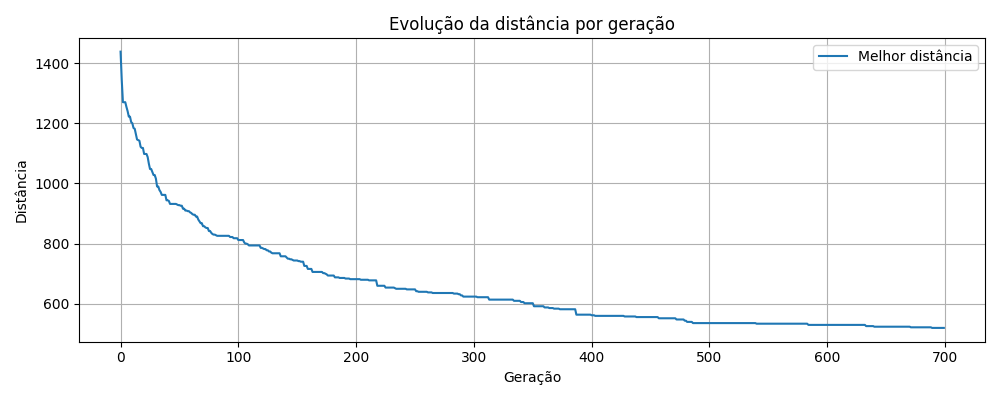 Evolução da distância por geração
Melhor distância
Distância
1400
1200
1000
800
600
0 100 200 300 400 500 600 700
Geração